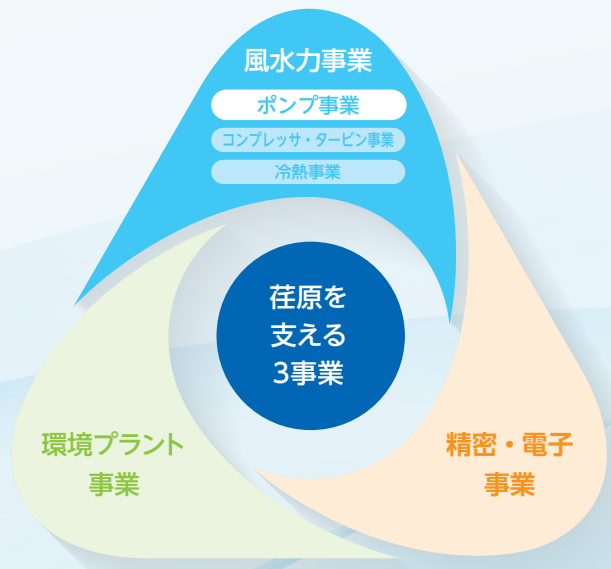 風水力事業
ポンプ事業
コンプレッサ・タービン事業
冷熱事業
荏原を
支える
3事業
環境プラント
事業
精密・電子
事業